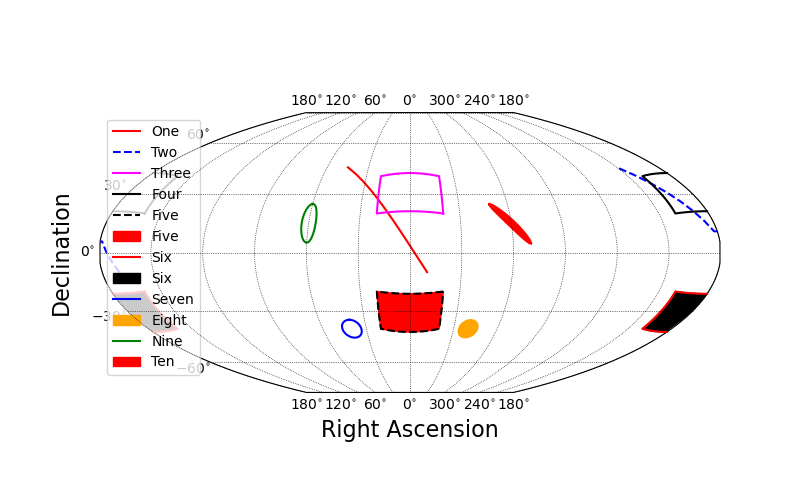 180° 120° 60° 0° 300° 240° 180°
60°
30°
0°
−30°
−60°
Declination
One
Two
Three
Four
Five
Five
Six
Six
Seven
Eight
Nine
Ten
180° 120° 60° 0° 300° 240° 180°
Right Ascension